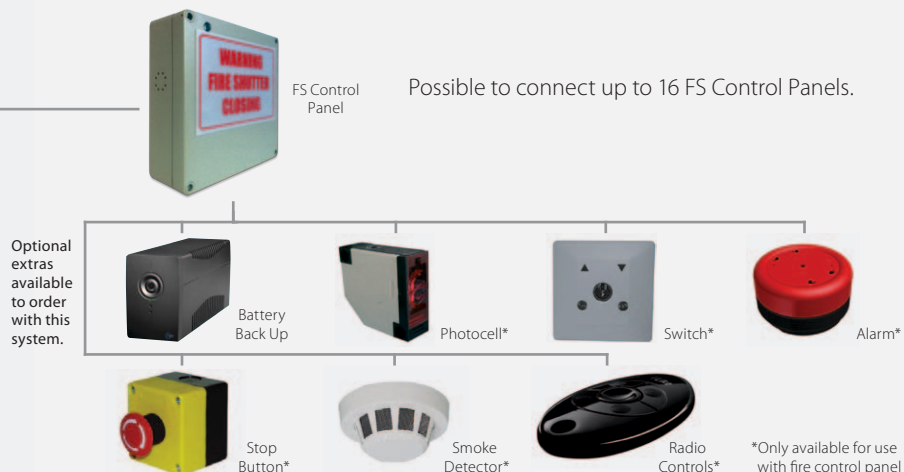 WARNING
FIRE SHUTTER
CLOSING
FS Control
Panel
Possible to connect up to 16 FS Control Panels.
Optional
extras
available
to order
with this
system.
Battery
Back Up
Photocell*
Switch*
Alarm*
Stop
Button*
Smoke
Detector*
Radio
Controls*
*Only available for use
with fire control panel